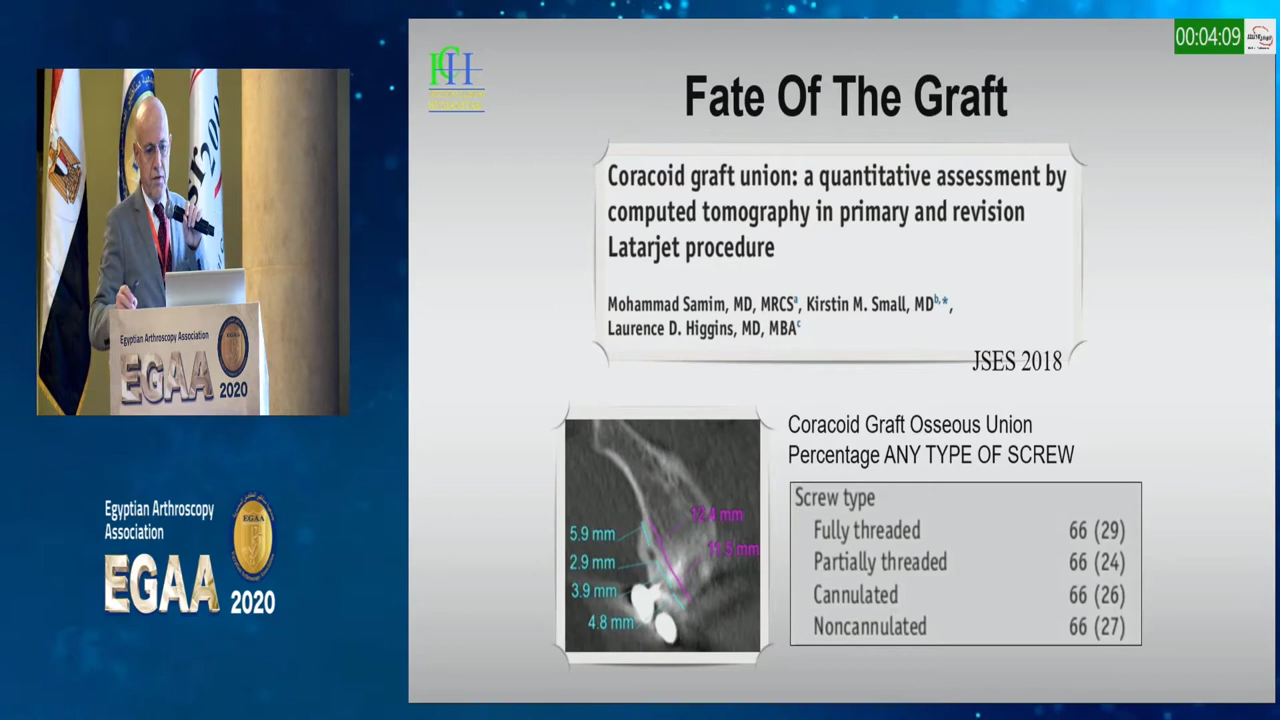 00:04:09
Fate Of The Graft
Coracoid graft union: a quantitative assessment by
computed tomography in primary and revision
Latarjet procedure
Mohammad Samim, MD, MRCSa, Kirstin M. Small, MDb,*,
Laurence D. Higgins, MD, MBAc
JSES 2018
Coracoid Graft Osseous Union
Percentage ANY TYPE OF SCREW
Screw type
Fully threaded 66 (29)
Partially threaded 66 (24)
Cannulated 66 (26)
Noncannulated 66 (27)
12.4 mm
11.5 mm
5.9 mm
2.9 mm
3.9 mm
4.8 mm
Egyptian Arthroscopy Association
EGAA
2020
Egyptian Arthroscopy
Association
EGAA
EGAA 2020